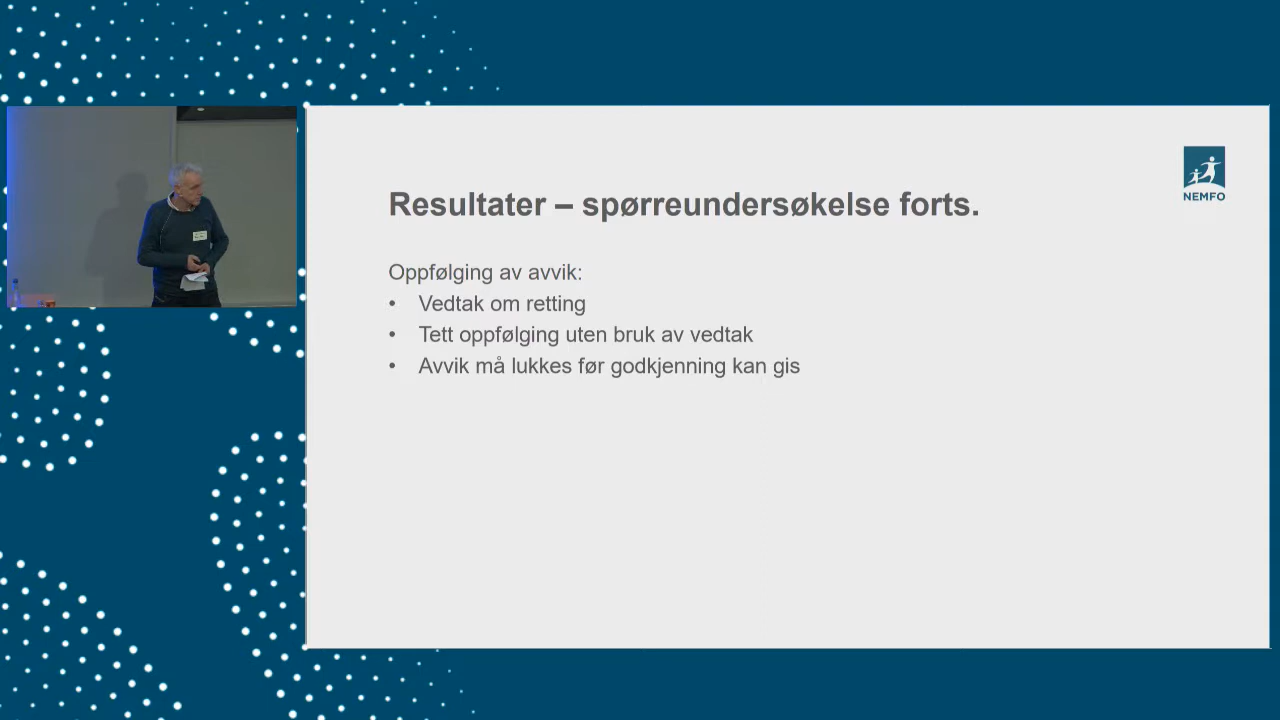 Resultater – spørreundersøkelse forts.
NEMFO
Oppfølging av avvik:
• Vedtak om retting
• Tett oppfølging uten bruk av vedtak
• Avvik må lukkes før godkjenning kan gis